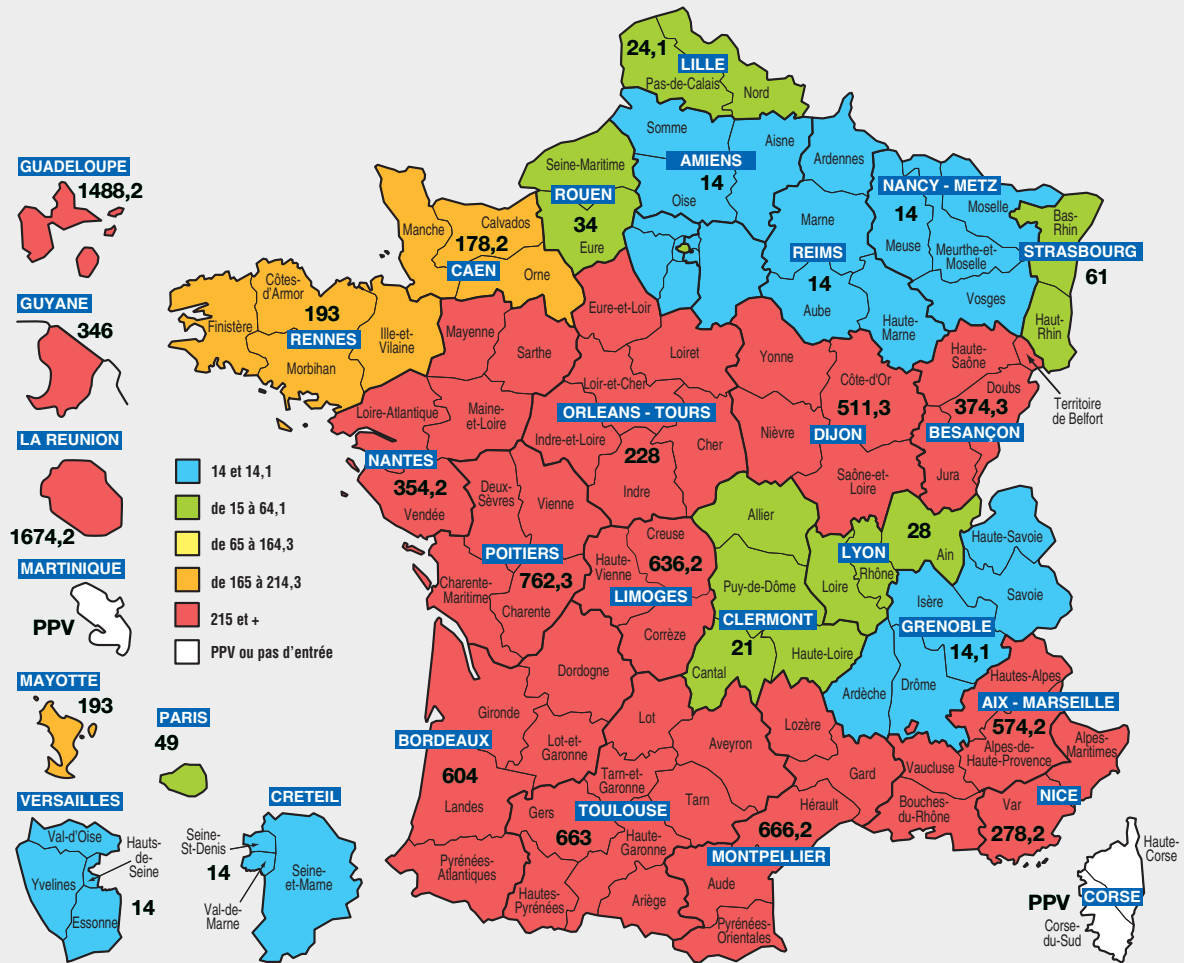 24,1
LILLE
Pas-de-Calais
Nord
Somme
Aisne
Ardennes
AMIENS
14
Oise
Seine-Maritime
ROUEN
34
Eure
NANCY - METZ
14
Moselle
Meuse
Meurthe-et-
Moselle
Vosges
Bas-
Rhin
STRASBOURG
61
Haut-
Rhin
Marne
REIMS
14
Aube
Haute-
Marne
GUADELOUPE
1488,2
GUYANE
346
LA REUNION
1674,2
MARTINIQUE
PPV
MAYOTTE
193
PARIS
49
VERSAILLES
Val-d'Oise
Hauts-
de-
Seine
Yvelines
14
Essonne
CRETEIL
Seine-
St-Denis
14
Seine-
et-Marne
Val-de-
Marne
14 et 14,1
de 15 à 64,1
de 65 à 164,3
de 165 à 214,3
215 et +
PPV ou pas d'entrée
Manche
Calvados
178,2
CAEN
Orne
Côtes-
d'Armor
Finistère
193
RENNES
Ille-et-
Vilaine
Morbihan
Mayenne
Sarthe
Loire-Atlantique
Maine-
et-Loire
NANTES
354,2
Vendée
Eure-et-Loir
Loiret
Loir-et-Cher
ORLEANS - TOURS
Indre-et-Loire
Cher
228
Indre
Yonne
Côte-d'Or
511,3
Nièvre
DIJON
Saône-et-
Loire
Haute-
Saône
Doubs
374,3
Territoire
de Belfort
BESANÇON
Jura
Deux-
Sèvres
Vienne
POITIERS
762,3
Charente-
Maritime
Charente
Creuse
Haute-
Vienne
636,2
LIMOGES
Corrèze
Allier
Puy-de-Dôme
CLERMONT
21
Cantal
Haute-Loire
28
Ain
LYON
Rhône
Loire
Haute-Savoie
Savoie
Isère
GRENOBLE
14,1
Ardèche
Drôme
Hautes-Alpes
AIX - MARSEILLE
574,2
Alpes-de-
Haute-Provence
Vaucluse
Bouches-
du-Rhône
Alpes-
Maritimes
NICE
Var
278,2
Dordogne
Gironde
BORDEAUX
604
Lot-et-
Garonne
Landes
Pyrénées-
Atlantiques
Lot
Aveyron
Tarn-et-
Garonne
Tarn
Gers
TOULOUSE
663
Haute-
Garonne
Hautes-
Pyrénées
Ariège
Lozère
Gard
Hérault
666,2
MONTPELLIER
Aude
Pyrénées-
Orientales
Haute-
Corse
PPV
CORSE
Corse-
du-Sud